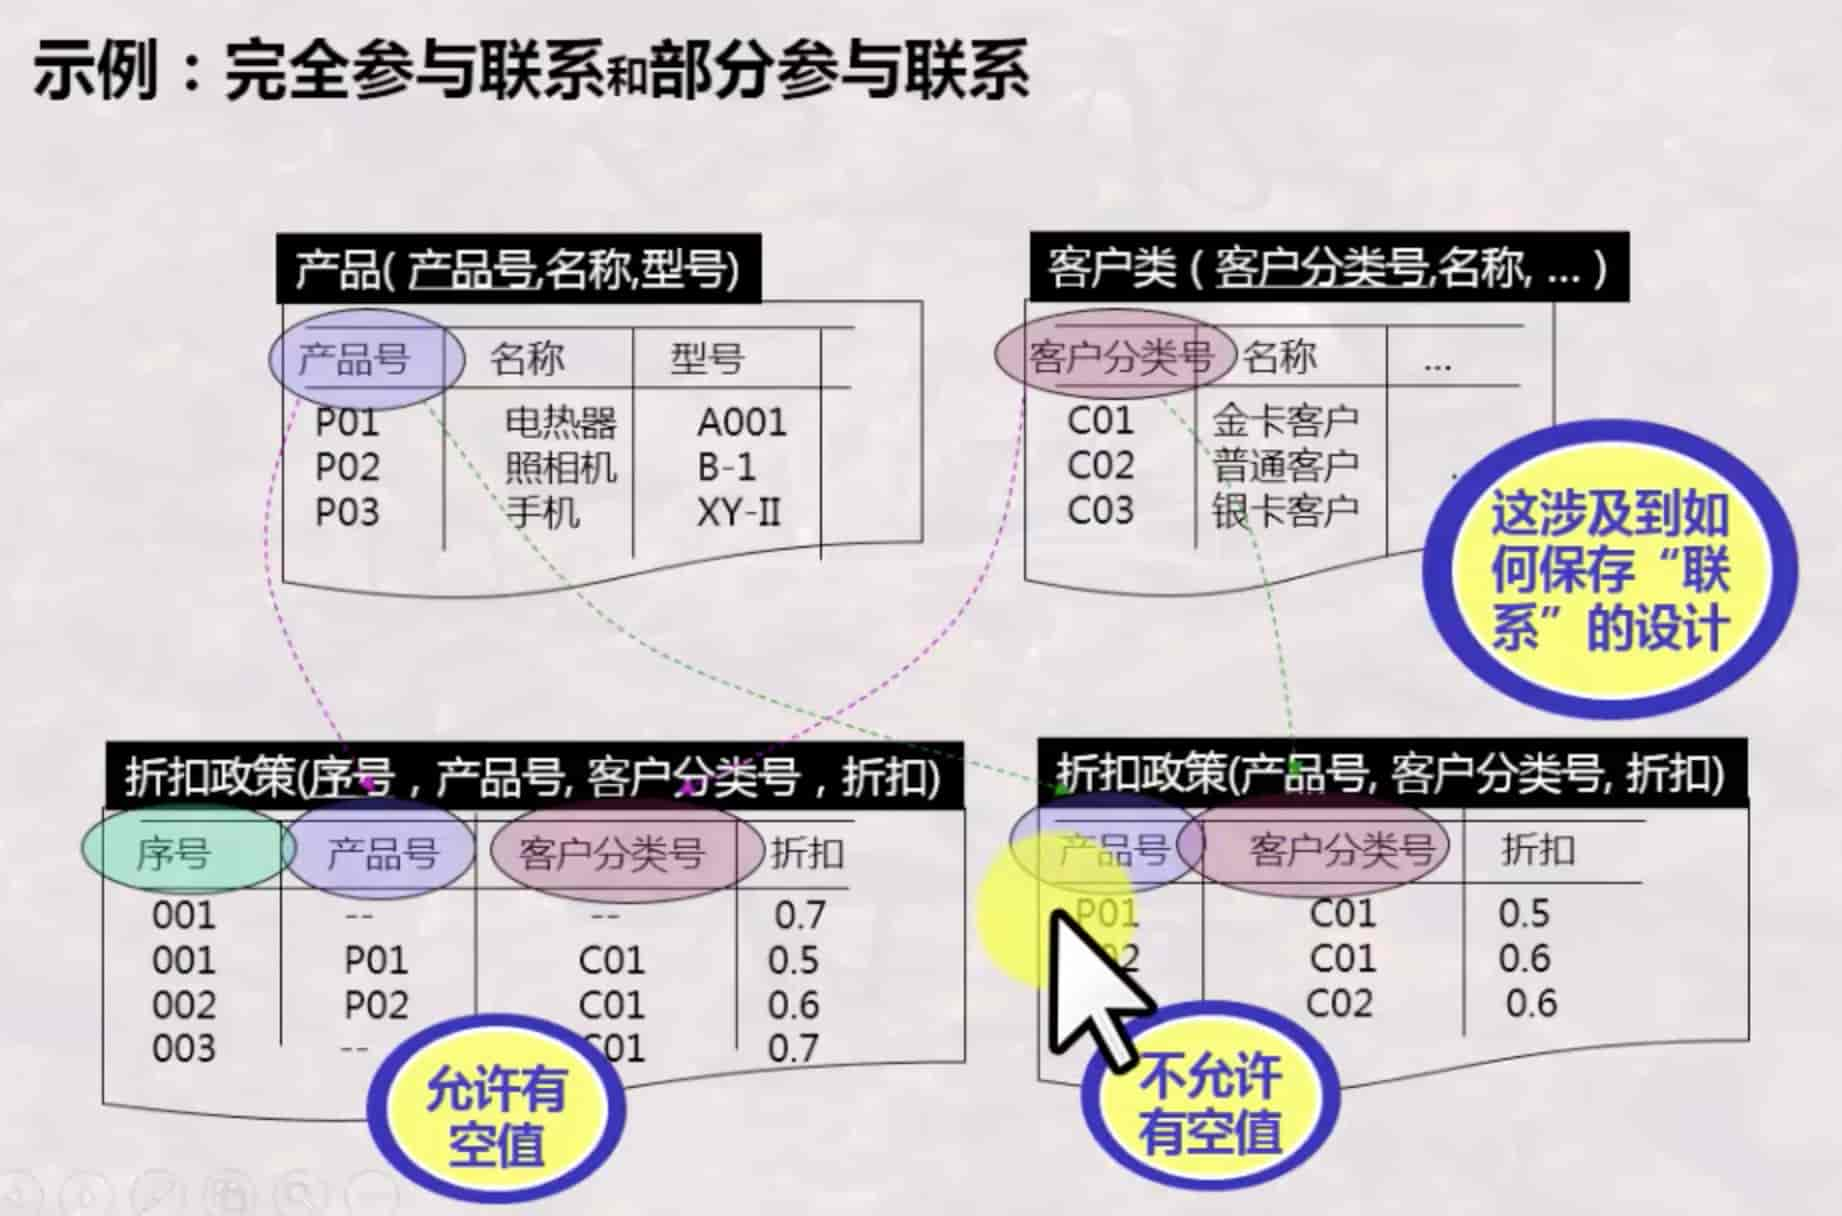 示例：完全参与联系和部分参与联系
产品( 产品号,名称,型号)
产品号 名称 型号
P01 电热器 A001
P02 照相机 B-1
P03 手机 XY-II
客户类 ( 客户分类号,名称, ... )
客户分类号 名称 ...
C01 金卡客户
C02 普通客户 .
C03 银卡客户
这涉及到如
何保存“联
系”的设计
折扣政策(序号，产品号, 客户分类号，折扣)
序号 产品号 客户分类号 折扣
001 -- -- 0.7
001 P01 C01 0.5
002 P02 C01 0.6
003 -- C01 0.7
允许有
空值
折扣政策(产品号, 客户分类号, 折扣)
产品号 客户分类号 折扣
P01 C01 0.5
02 C01 0.6
C02 0.6
不允许
有空值